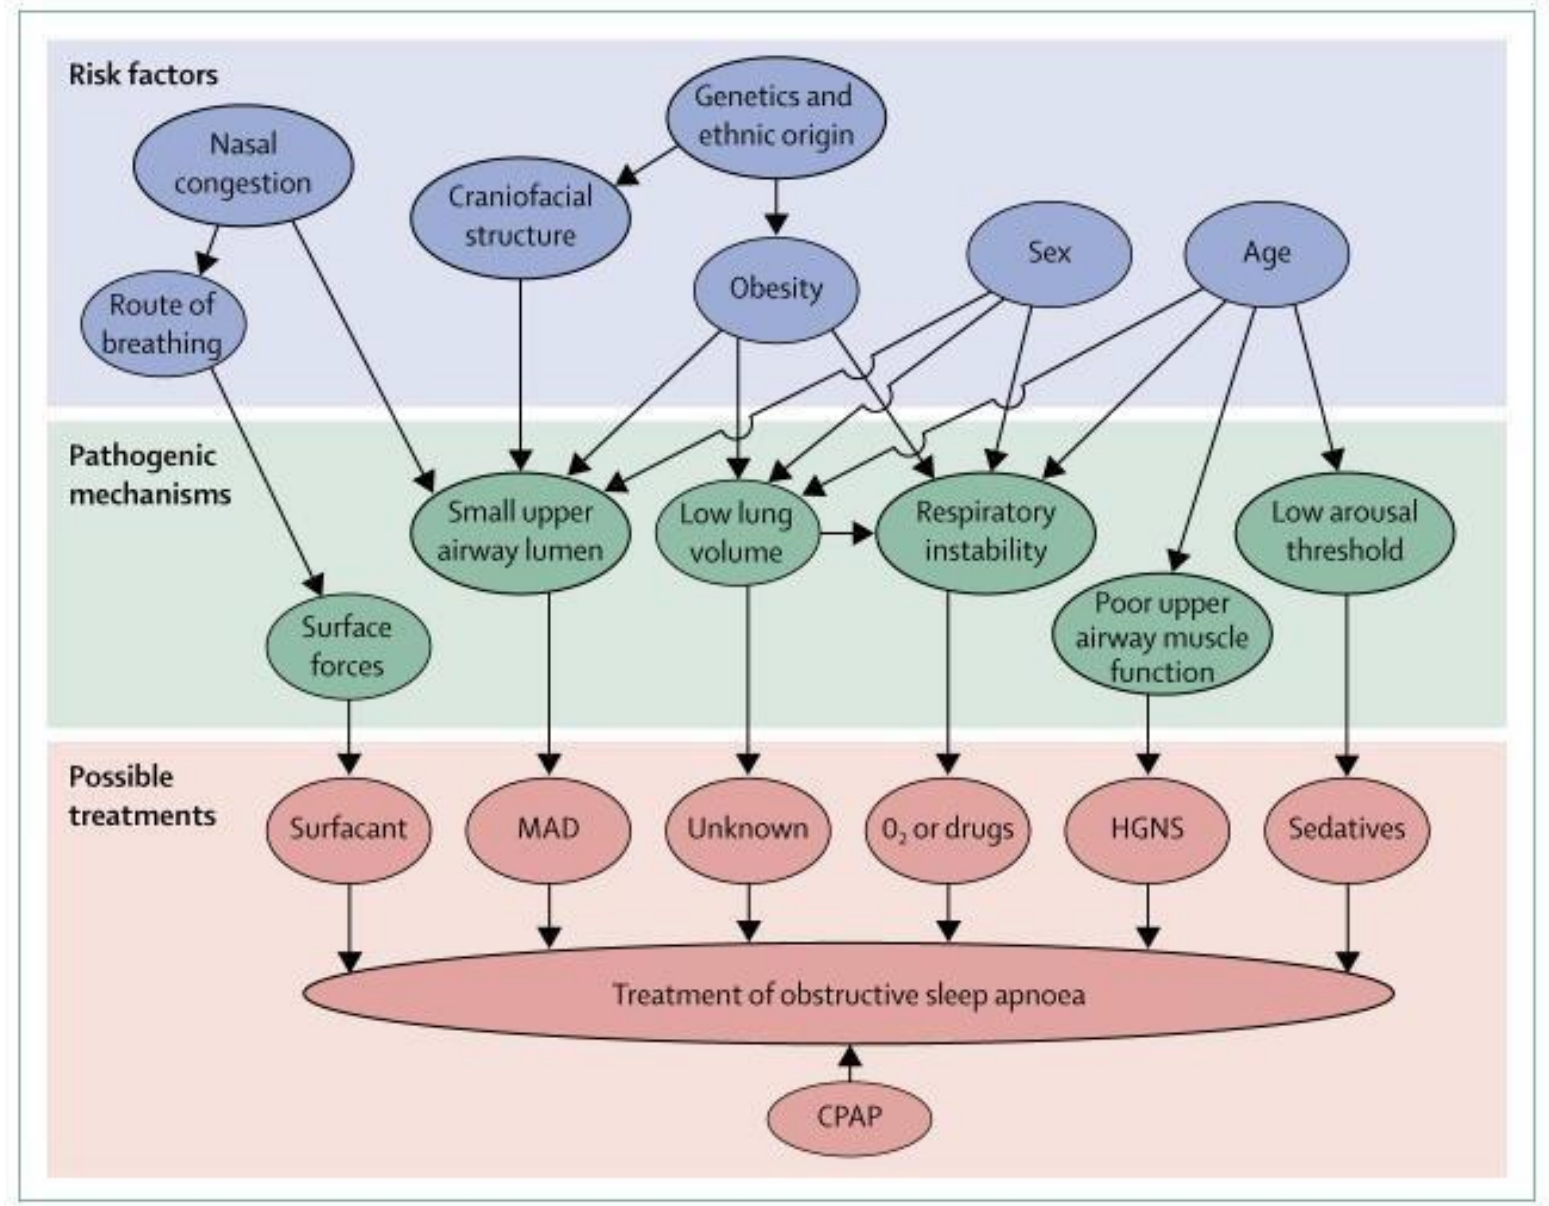 Risk factors
Nasal
congestion
Genetics and
ethnic origin
Craniofacial
structure
Sex
Age
Obesity
Route of
breathing
Pathogenic
mechanisms
Small upper
airway lumen
Low lung
volume
Respiratory
instability
Low arousal
threshold
Poor upper
airway muscle
function
Surface
forces
Possible
treatments
Surfacant
MAD
Unknown
0₂ or drugs
HGNS
Sedatives
Treatment of obstructive sleep apnoea
CPAP